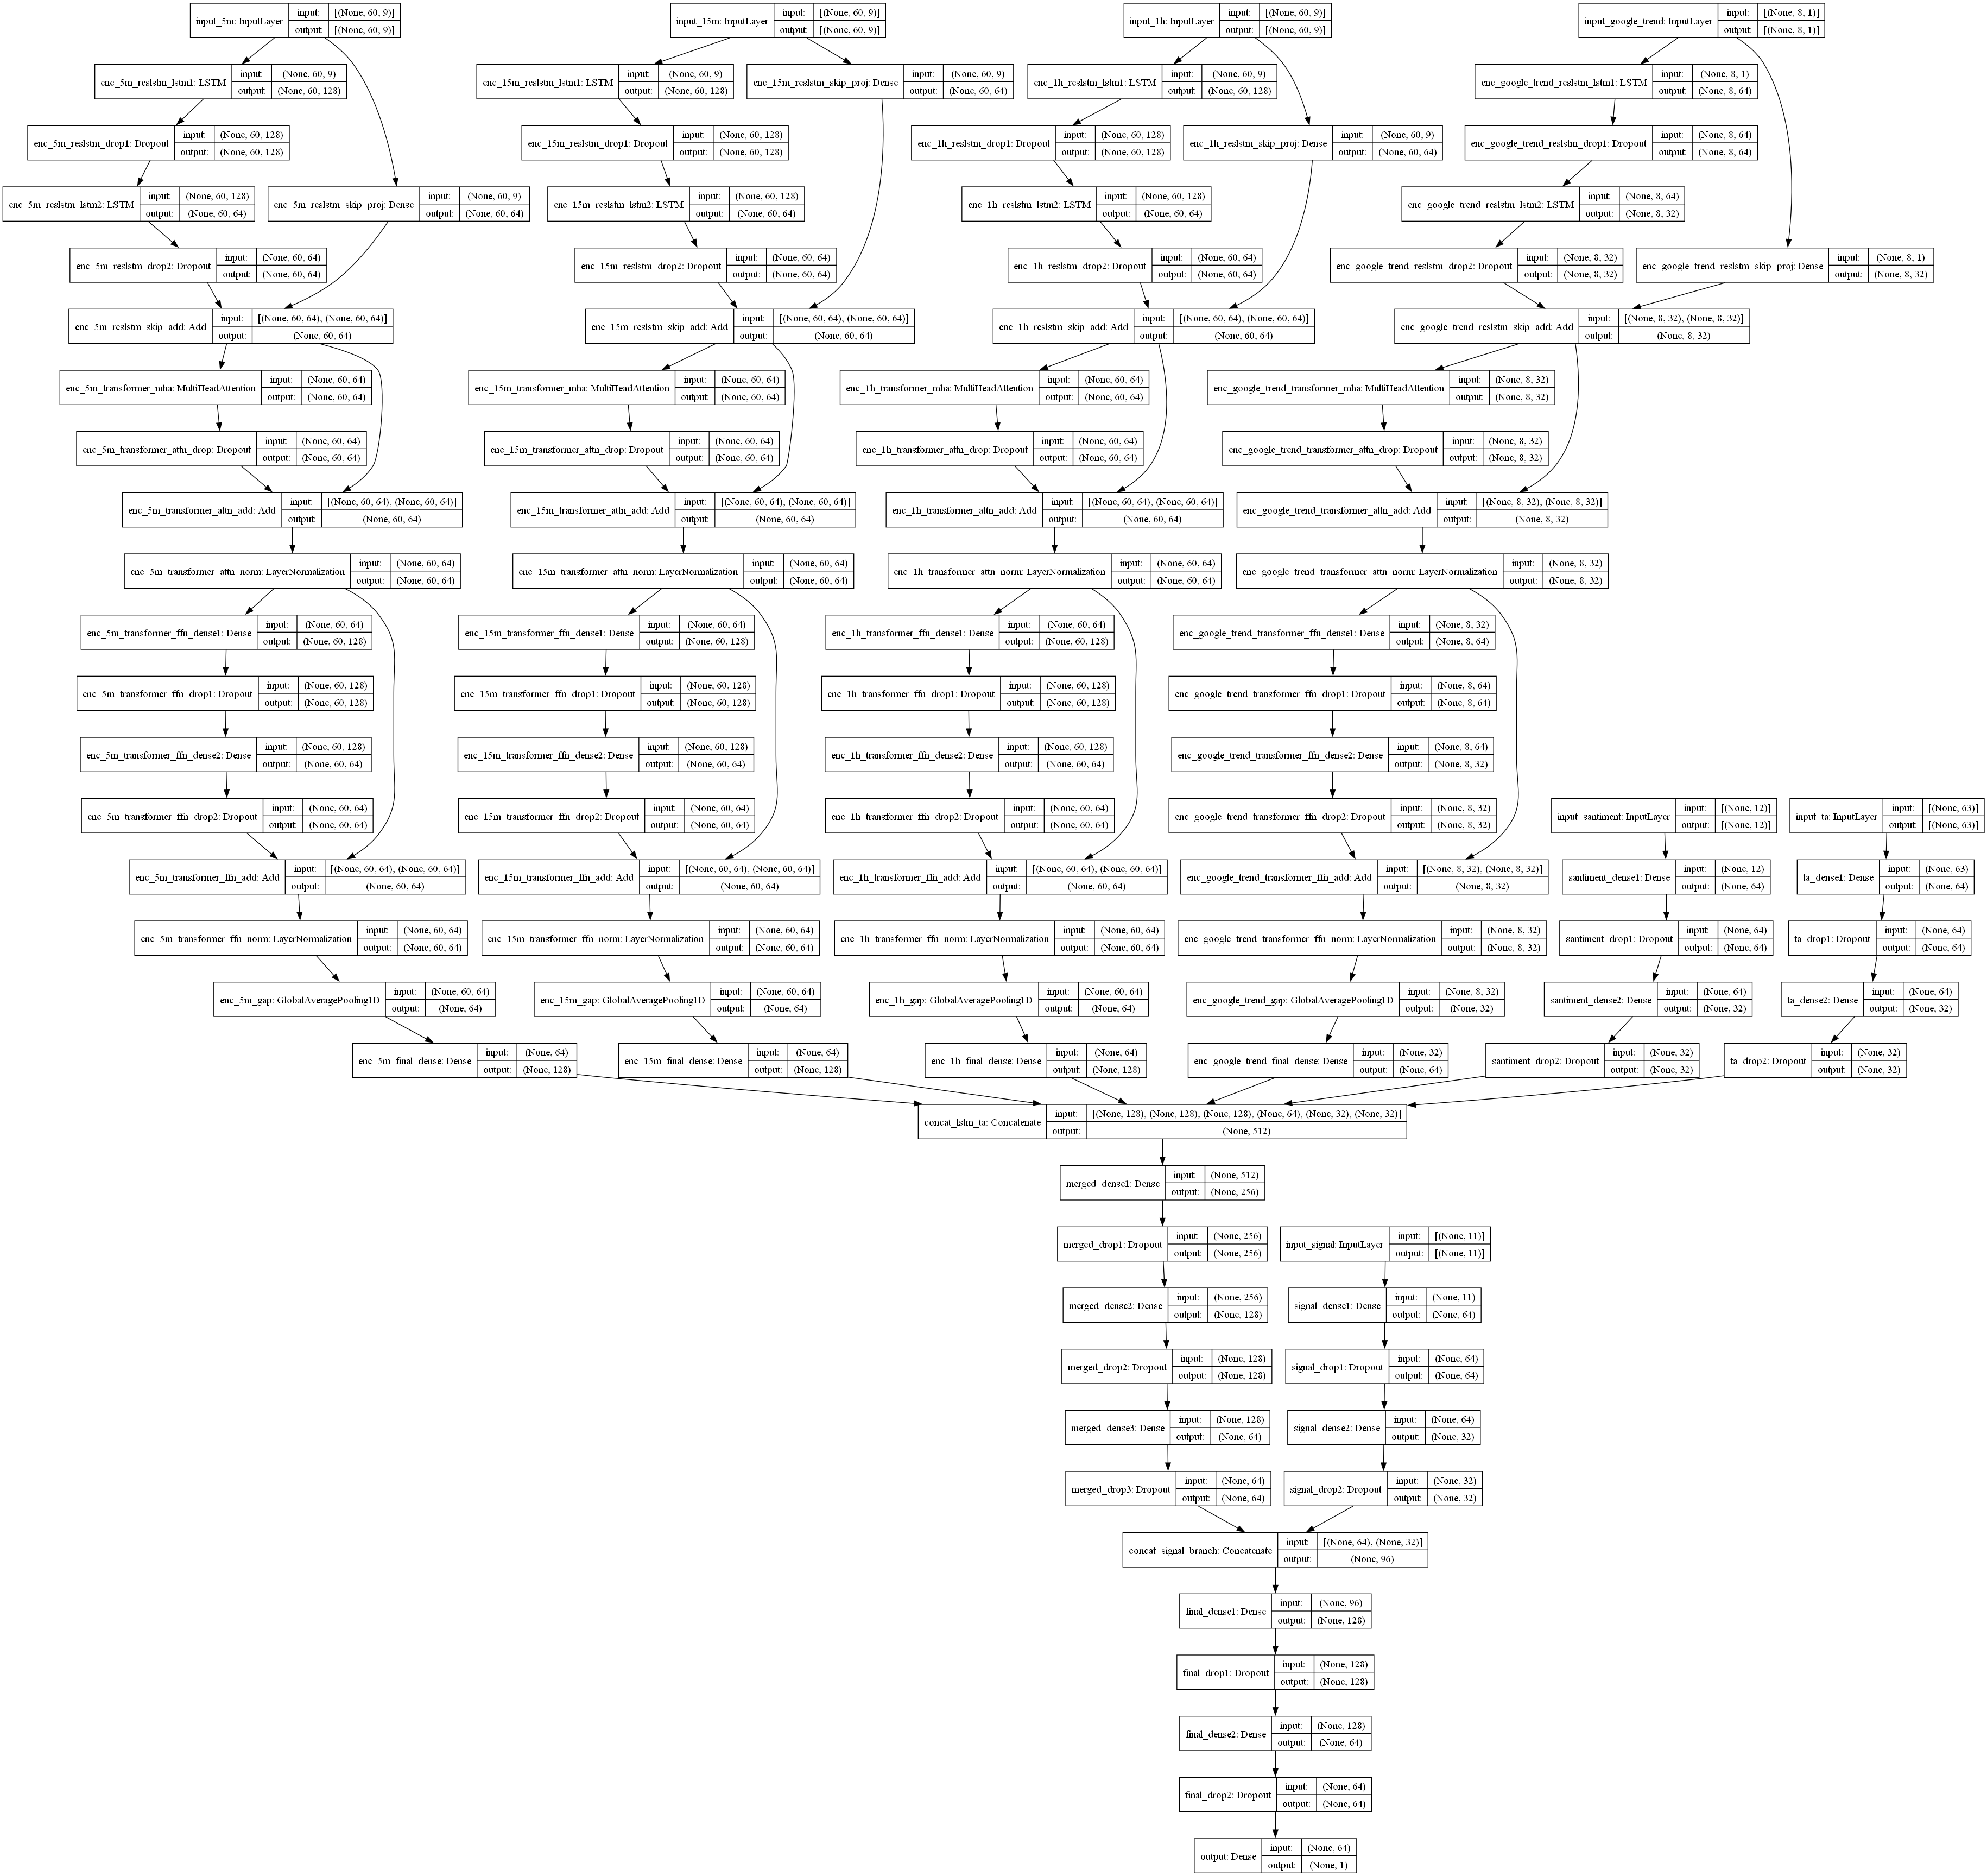 input_5m: InputLayer input: [(None, 60, 9)] output: [(None, 60, 9)]
input_15m: InputLayer input: [(None, 60, 9)] output: [(None, 60, 9)]
input_1h: InputLayer input: [(None, 60, 9)] output: [(None, 60, 9)]
input_google_trend: InputLayer input: [(None, 8, 1)] output: [(None, 8, 1)]
enc_5m_reslstm_lstm1: LSTM input: (None, 60, 9) output: (None, 60, 128)
enc_15m_reslstm_lstm1: LSTM input: (None, 60, 9) output: (None, 60, 128)
enc_15m_reslstm_skip_proj: Dense input: (None, 60, 9) output: (None, 60, 64)
enc_1h_reslstm_lstm1: LSTM input: (None, 60, 9) output: (None, 60, 128)
enc_google_trend_reslstm_lstm1: LSTM input: (None, 8, 1) output: (None, 8, 64)
enc_5m_reslstm_drop1: Dropout input: (None, 60, 128) output: (None, 60, 128)
enc_15m_reslstm_drop1: Dropout input: (None, 60, 128) output: (None, 60, 128)
enc_1h_reslstm_drop1: Dropout input: (None, 60, 128) output: (None, 60, 128)
enc_1h_reslstm_skip_proj: Dense input: (None, 60, 9) output: (None, 60, 64)
enc_google_trend_reslstm_drop1: Dropout input: (None, 8, 64) output: (None, 8, 64)
enc_5m_reslstm_lstm2: LSTM input: (None, 60, 128) output: (None, 60, 64)
enc_5m_reslstm_skip_proj: Dense input: (None, 60, 9) output: (None, 60, 64)
enc_15m_reslstm_lstm2: LSTM input: (None, 60, 128) output: (None, 60, 64)
enc_1h_reslstm_lstm2: LSTM input: (None, 60, 128) output: (None, 60, 64)
enc_google_trend_reslstm_lstm2: LSTM input: (None, 8, 64) output: (None, 8, 32)
enc_5m_reslstm_drop2: Dropout input: (None, 60, 64) output: (None, 60, 64)
enc_15m_reslstm_drop2: Dropout input: (None, 60, 64) output: (None, 60, 64)
enc_1h_reslstm_drop2: Dropout input: (None, 60, 64) output: (None, 60, 64)
enc_google_trend_reslstm_drop2: Dropout input: (None, 8, 32) output: (None, 8, 32)
enc_google_trend_reslstm_skip_proj: Dense input: (None, 8, 1) output: (None, 8, 32)
enc_5m_reslstm_skip_add: Add input: [(None, 60, 64), (None, 60, 64)] output: (None, 60, 64)
enc_15m_reslstm_skip_add: Add input: [(None, 60, 64), (None, 60, 64)] output: (None, 60, 64)
enc_1h_reslstm_skip_add: Add input: [(None, 60, 64), (None, 60, 64)] output: (None, 60, 64)
enc_google_trend_reslstm_skip_add: Add input: [(None, 8, 32), (None, 8, 32)] output: (None, 8, 32)
enc_5m_transformer_mha: MultiHeadAttention input: (None, 60, 64) output: (None, 60, 64)
enc_15m_transformer_mha: MultiHeadAttention input: (None, 60, 64) output: (None, 60, 64)
enc_1h_transformer_mha: MultiHeadAttention input: (None, 60, 64) output: (None, 60, 64)
enc_google_trend_transformer_mha: MultiHeadAttention input: (None, 8, 32) output: (None, 8, 32)
enc_5m_transformer_attn_drop: Dropout input: (None, 60, 64) output: (None, 60, 64)
enc_15m_transformer_attn_drop: Dropout input: (None, 60, 64) output: (None, 60, 64)
enc_1h_transformer_attn_drop: Dropout input: (None, 60, 64) output: (None, 60, 64)
enc_google_trend_transformer_attn_drop: Dropout input: (None, 8, 32) output: (None, 8, 32)
enc_5m_transformer_attn_add: Add input: [(None, 60, 64), (None, 60, 64)] output: (None, 60, 64)
enc_15m_transformer_attn_add: Add input: [(None, 60, 64), (None, 60, 64)] output: (None, 60, 64)
enc_1h_transformer_attn_add: Add input: [(None, 60, 64), (None, 60, 64)] output: (None, 60, 64)
enc_google_trend_transformer_attn_add: Add input: [(None, 8, 32), (None, 8, 32)] output: (None, 8, 32)
enc_5m_transformer_attn_norm: LayerNormalization input: (None, 60, 64) output: (None, 60, 64)
enc_15m_transformer_attn_norm: LayerNormalization input: (None, 60, 64) output: (None, 60, 64)
enc_1h_transformer_attn_norm: LayerNormalization input: (None, 60, 64) output: (None, 60, 64)
enc_google_trend_transformer_attn_norm: LayerNormalization input: (None, 8, 32) output: (None, 8, 32)
enc_5m_transformer_ffn_dense1: Dense input: (None, 60, 64) output: (None, 60, 128)
enc_15m_transformer_ffn_dense1: Dense input: (None, 60, 64) output: (None, 60, 128)
enc_1h_transformer_ffn_dense1: Dense input: (None, 60, 64) output: (None, 60, 128)
enc_google_trend_transformer_ffn_dense1: Dense input: (None, 8, 32) output: (None, 8, 64)
enc_5m_transformer_ffn_drop1: Dropout input: (None, 60, 128) output: (None, 60, 128)
enc_15m_transformer_ffn_drop1: Dropout input: (None, 60, 128) output: (None, 60, 128)
enc_1h_transformer_ffn_drop1: Dropout input: (None, 60, 128) output: (None, 60, 128)
enc_google_trend_transformer_ffn_drop1: Dropout input: (None, 8, 64) output: (None, 8, 64)
enc_5m_transformer_ffn_dense2: Dense input: (None, 60, 128) output: (None, 60, 64)
enc_15m_transformer_ffn_dense2: Dense input: (None, 60, 128) output: (None, 60, 64)
enc_1h_transformer_ffn_dense2: Dense input: (None, 60, 128) output: (None, 60, 64)
enc_google_trend_transformer_ffn_dense2: Dense input: (None, 8, 64) output: (None, 8, 32)
enc_5m_transformer_ffn_drop2: Dropout input: (None, 60, 64) output: (None, 60, 64)
enc_15m_transformer_ffn_drop2: Dropout input: (None, 60, 64) output: (None, 60, 64)
enc_1h_transformer_ffn_drop2: Dropout input: (None, 60, 64) output: (None, 60, 64)
enc_google_trend_transformer_ffn_drop2: Dropout input: (None, 8, 32) output: (None, 8, 32)
input_santiment: InputLayer input: [(None, 12)] output: [(None, 12)]
input_ta: InputLayer input: [(None, 63)] output: [(None, 63)]
enc_5m_transformer_ffn_add: Add input: [(None, 60, 64), (None, 60, 64)] output: (None, 60, 64)
enc_15m_transformer_ffn_add: Add input: [(None, 60, 64), (None, 60, 64)] output: (None, 60, 64)
enc_1h_transformer_ffn_add: Add input: [(None, 60, 64), (None, 60, 64)] output: (None, 60, 64)
enc_google_trend_transformer_ffn_add: Add input: [(None, 8, 32), (None, 8, 32)] output: (None, 8, 32)
santiment_dense1: Dense input: (None, 12) output: (None, 64)
ta_dense1: Dense input: (None, 63) output: (None, 64)
enc_5m_transformer_ffn_norm: LayerNormalization input: (None, 60, 64) output: (None, 60, 64)
enc_15m_transformer_ffn_norm: LayerNormalization input: (None, 60, 64) output: (None, 60, 64)
enc_1h_transformer_ffn_norm: LayerNormalization input: (None, 60, 64) output: (None, 60, 64)
enc_google_trend_transformer_ffn_norm: LayerNormalization input: (None, 8, 32) output: (None, 8, 32)
santiment_drop1: Dropout input: (None, 64) output: (None, 64)
ta_drop1: Dropout input: (None, 64) output: (None, 64)
enc_5m_gap: GlobalAveragePooling1D input: (None, 60, 64) output: (None, 64)
enc_15m_gap: GlobalAveragePooling1D input: (None, 60, 64) output: (None, 64)
enc_1h_gap: GlobalAveragePooling1D input: (None, 60, 64) output: (None, 64)
enc_google_trend_gap: GlobalAveragePooling1D input: (None, 8, 32) output: (None, 32)
santiment_dense2: Dense input: (None, 64) output: (None, 32)
ta_dense2: Dense input: (None, 64) output: (None, 32)
enc_5m_final_dense: Dense input: (None, 64) output: (None, 128)
enc_15m_final_dense: Dense input: (None, 64) output: (None, 128)
enc_1h_final_dense: Dense input: (None, 64) output: (None, 128)
enc_google_trend_final_dense: Dense input: (None, 32) output: (None, 64)
santiment_drop2: Dropout input: (None, 32) output: (None, 32)
ta_drop2: Dropout input: (None, 32) output: (None, 32)
concat_lstm_ta: Concatenate input: [(None, 128), (None, 128), (None, 128), (None, 64), (None, 32), (None, 32)] output: (None, 512)
merged_dense1: Dense input: (None, 512) output: (None, 256)
merged_drop1: Dropout input: (None, 256) output: (None, 256)
input_signal: InputLayer input: [(None, 11)] output: [(None, 11)]
merged_dense2: Dense input: (None, 256) output: (None, 128)
signal_dense1: Dense input: (None, 11) output: (None, 64)
merged_drop2: Dropout input: (None, 128) output: (None, 128)
signal_drop1: Dropout input: (None, 64) output: (None, 64)
merged_dense3: Dense input: (None, 128) output: (None, 64)
signal_dense2: Dense input: (None, 64) output: (None, 32)
merged_drop3: Dropout input: (None, 64) output: (None, 64)
signal_drop2: Dropout input: (None, 32) output: (None, 32)
concat_signal_branch: Concatenate input: [(None, 64), (None, 32)] output: (None, 96)
final_dense1: Dense input: (None, 96) output: (None, 128)
final_drop1: Dropout input: (None, 128) output: (None, 128)
final_dense2: Dense input: (None, 128) output: (None, 64)
final_drop2: Dropout input: (None, 64) output: (None, 64)
output: Dense input: (None, 64) output: (None, 1)